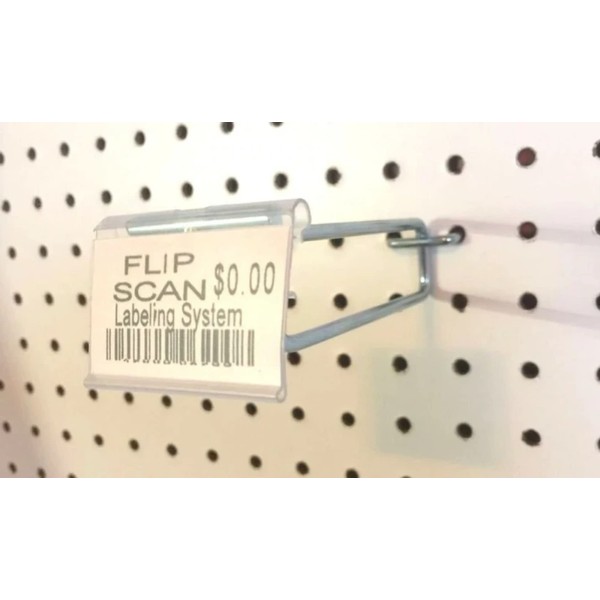 FLIP
SCAN $0.00
Labeling System